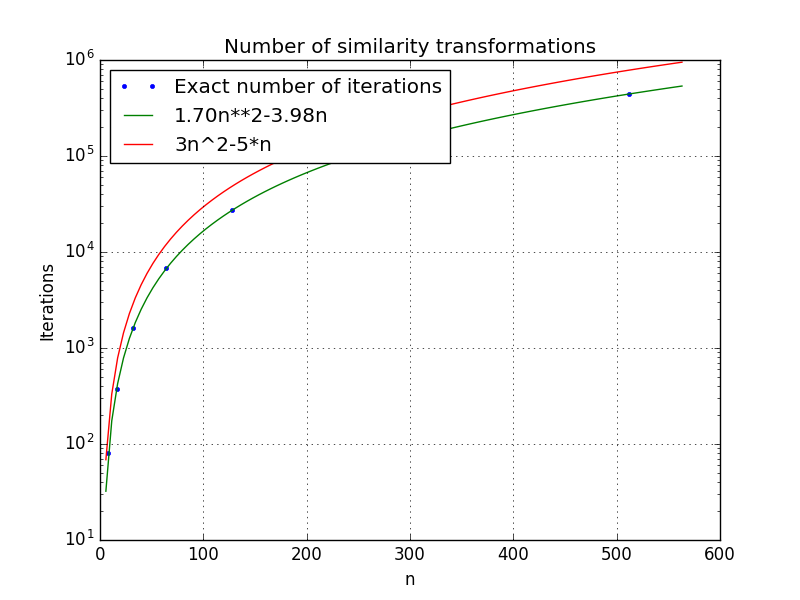 Number of similarity transformations
10^6
10^5
10^4
10^3
10^2
10^1
Iterations
Exact number of iterations
1.70n**2-3.98n
3n^2-5*n
0 100 200 300 400 500 600
n